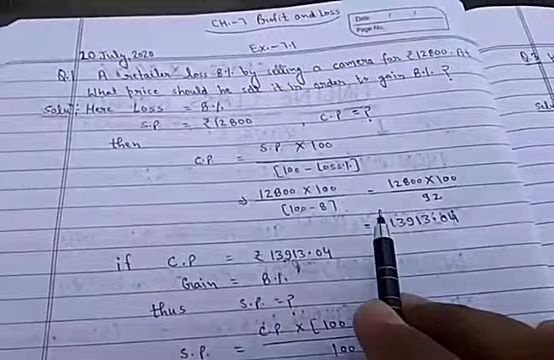 CH.-7 Profit and Loss
Date / /
Page No.
20 July, 2020
Ex.-7.1
Q.1 A retailer loss 8% by selling a camera for ₹12800. At
What price should he sell it in order to gain 8%?
Solu: Here Loss = 8%
S.P. = ₹12800 , C.P = ?
then
C.P = S.P. × 100
[100 - Loss%]
⇒ 12800 × 100 = 12800 × 100
[100 - 8] 92
= 13913.04
if C.P = ₹13913.04
Gain = 8%
thus S.P. = ?
S.P. = C.P × [100
100